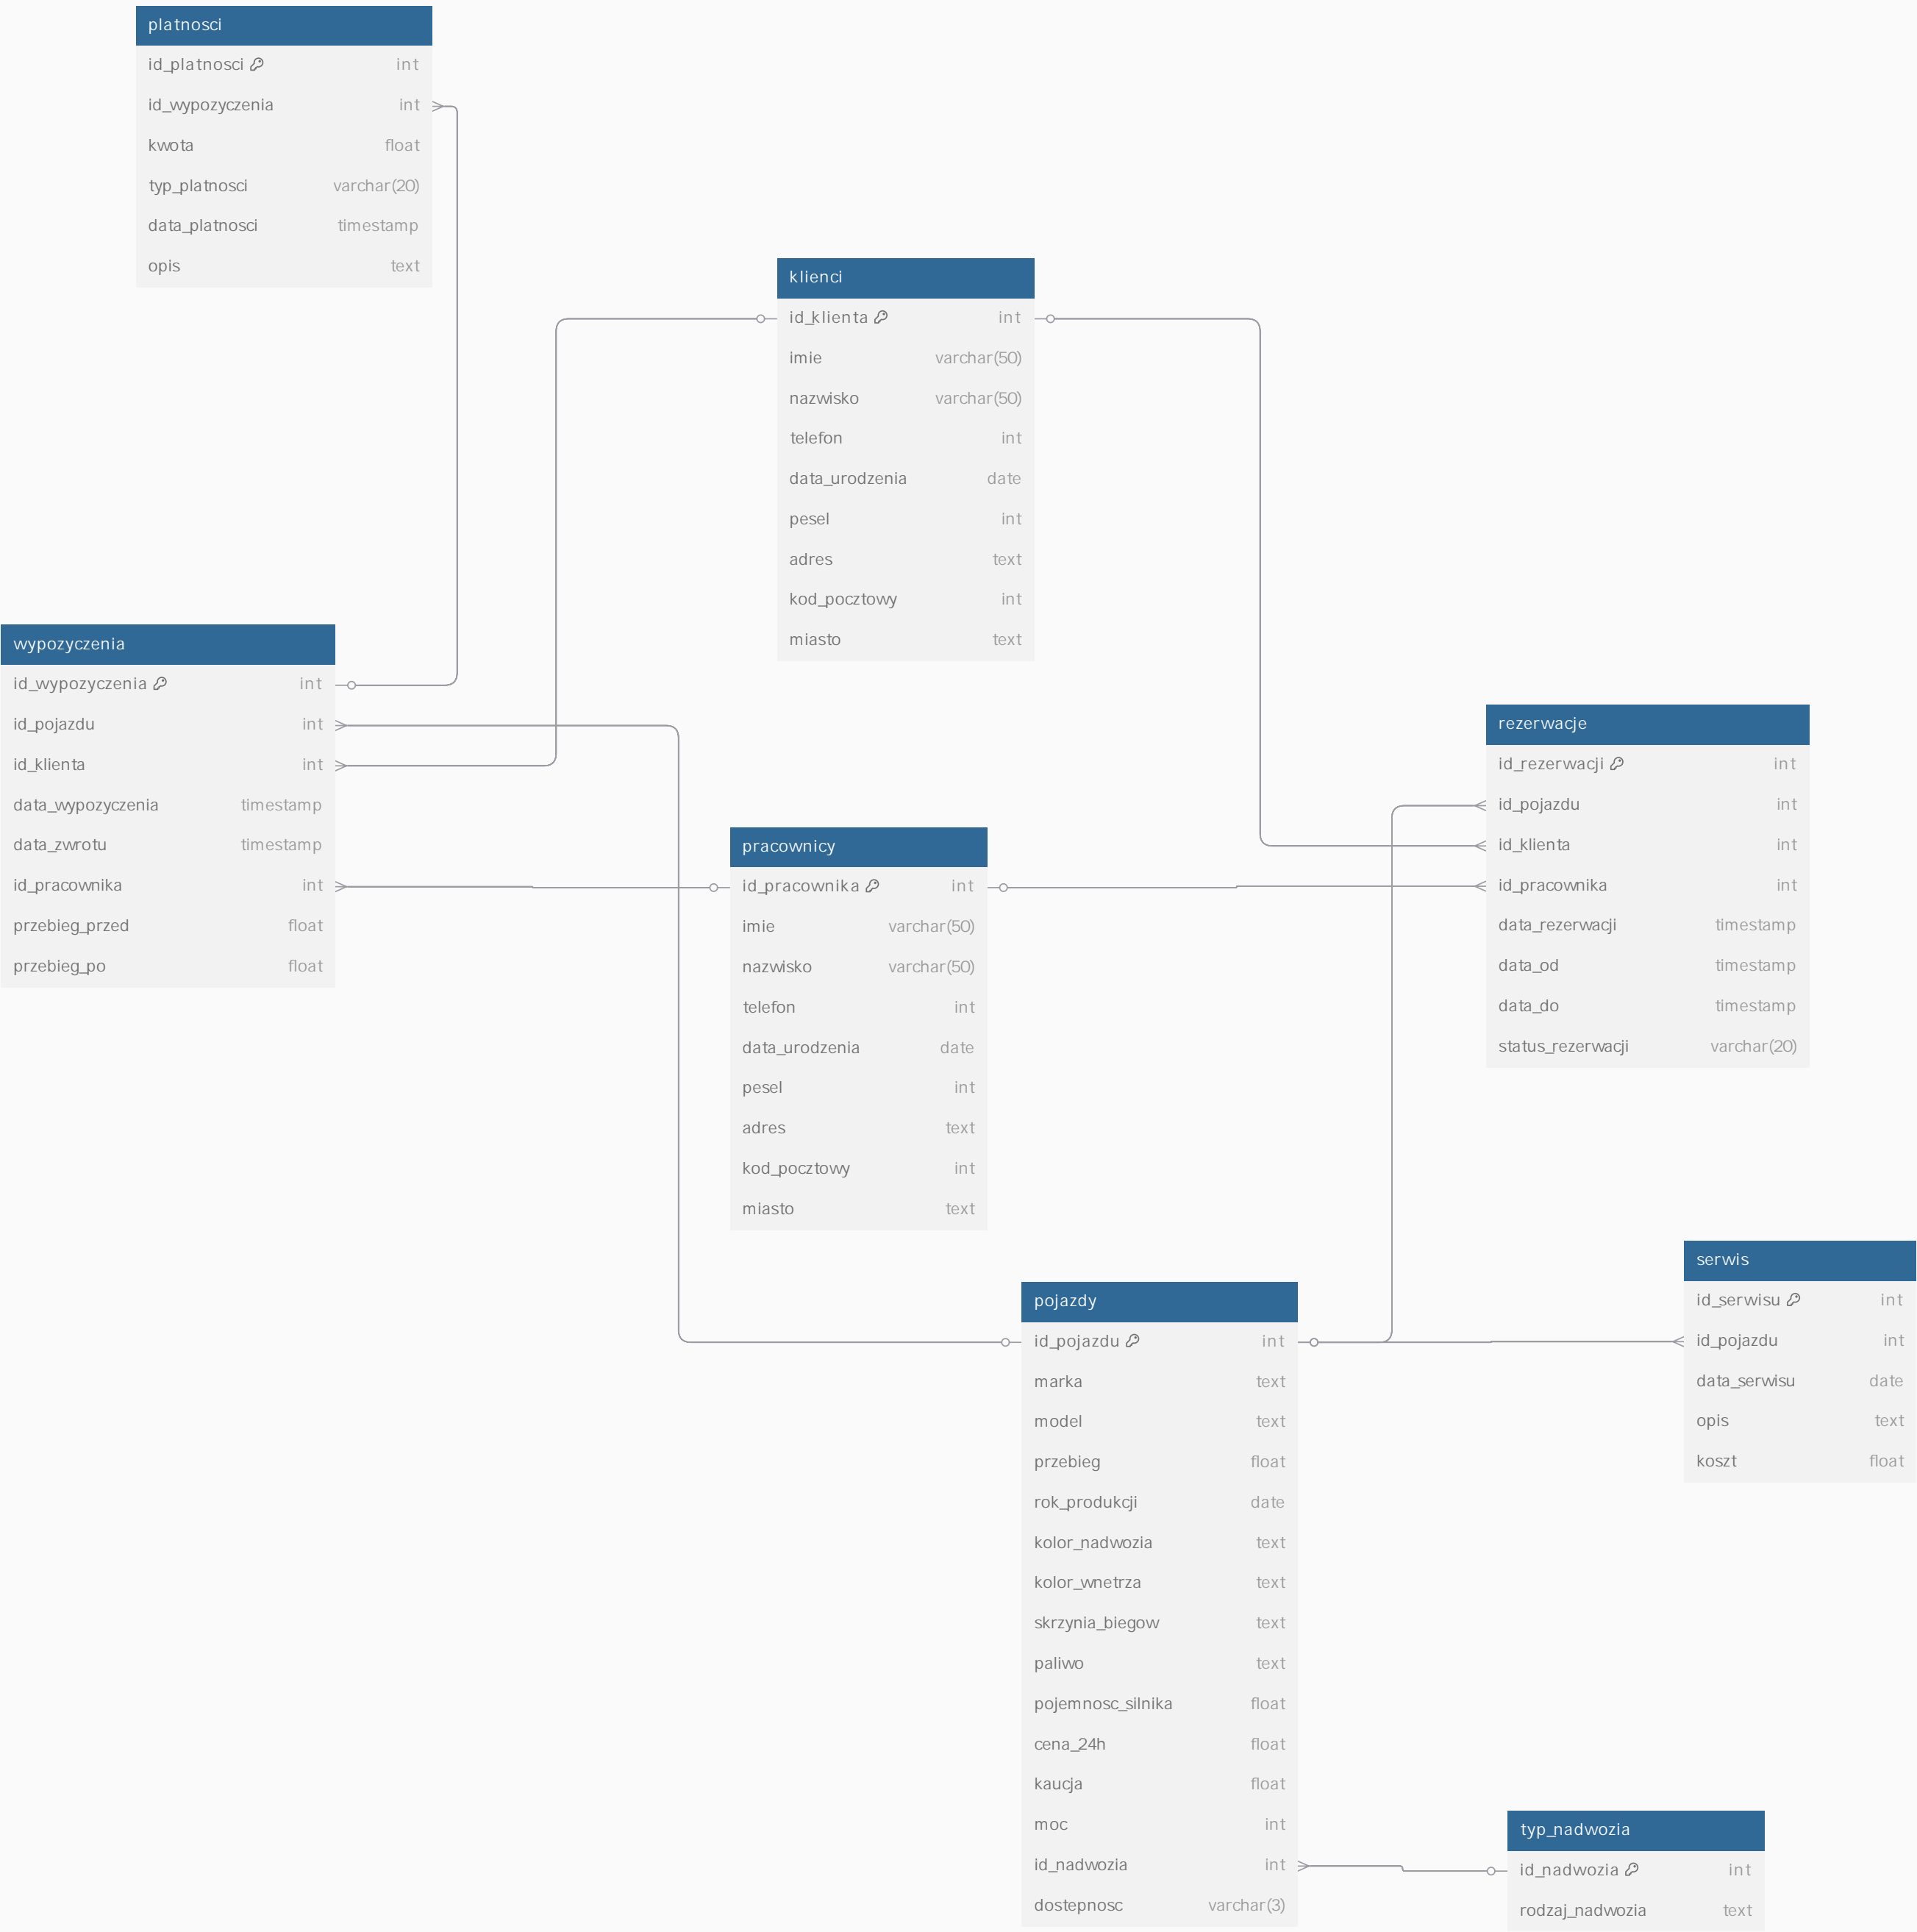 platnosci
id_platnosci int
id_wypozyczenia int
kwota float
typ_platnosci varchar(20)
data_platnosci timestamp
opis text
klienci
id_klienta int
imie varchar(50)
nazwisko varchar(50)
telefon int
data_urodzenia date
pesel int
adres text
kod_pocztowy int
miasto text
wypozyczenia
id_wypozyczenia int
id_pojazdu int
id_klienta int
data_wypozyczenia timestamp
data_zwrotu timestamp
id_pracownika int
przebieg_przed float
przebieg_po float
rezerwacje
id_rezerwacji int
id_pojazdu int
id_klienta int
id_pracownika int
data_rezerwacji timestamp
data_od timestamp
data_do timestamp
status_rezerwacji varchar(20)
pracownicy
id_pracownika int
imie varchar(50)
nazwisko varchar(50)
telefon int
data_urodzenia date
pesel int
adres text
kod_pocztowy int
miasto text
serwis
id_serwisu int
id_pojazdu int
data_serwisu date
opis text
koszt float
pojazdy
id_pojazdu int
marka text
model text
przebieg float
rok_produkcji date
kolor_nadwozia text
kolor_wnetrza text
skrzynia_biegow text
paliwo text
pojemnosc_silnika float
cena_24h float
kaucja float
moc int
id_nadwozia int
dostepnosc varchar(3)
typ_nadwozia
id_nadwozia int
rodzaj_nadwozia text